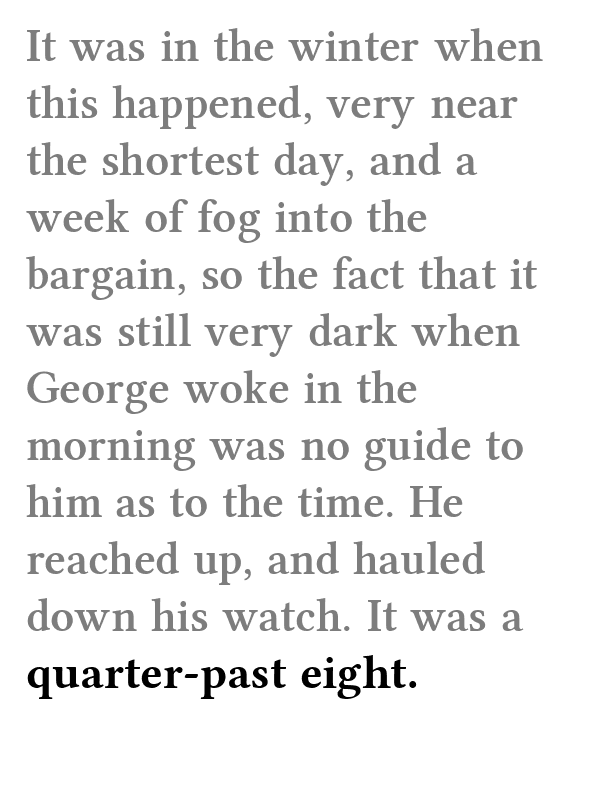 It was in the winter when
this happened, very near
the shortest day, and a
week of fog into the
bargain, so the fact that it
was still very dark when
George woke in the
morning was no guide to
him as to the time. He
reached up, and hauled
down his watch. It was a
quarter-past eight.